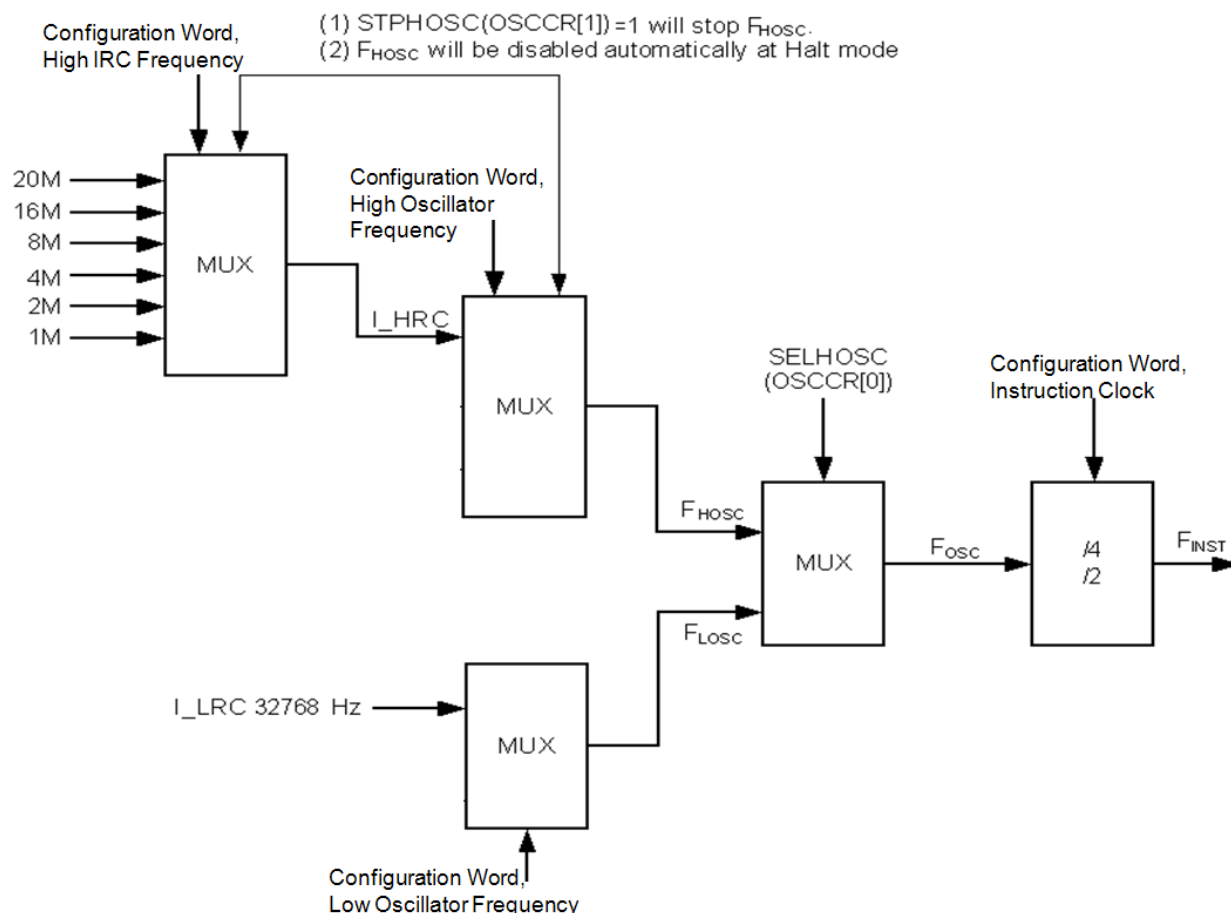 (1) STPHOSC(OSCCR[1])=1 will stop FHOSC.
(2) FHOSC will be disabled automatically at Halt mode
Configuration Word,
High IRC Frequency
20M
16M
8M
4M
2M
1M
MUX
Configuration Word,
High Oscillator
Frequency
I_HRC
MUX
SELHOSC
(OSCCR[0])
Configuration Word,
Instruction Clock
FHOSC
FLOSC
MUX
FOSC
/4
/2
FINST
I_LRC 32768 Hz
MUX
Configuration Word,
Low Oscillator Frequency